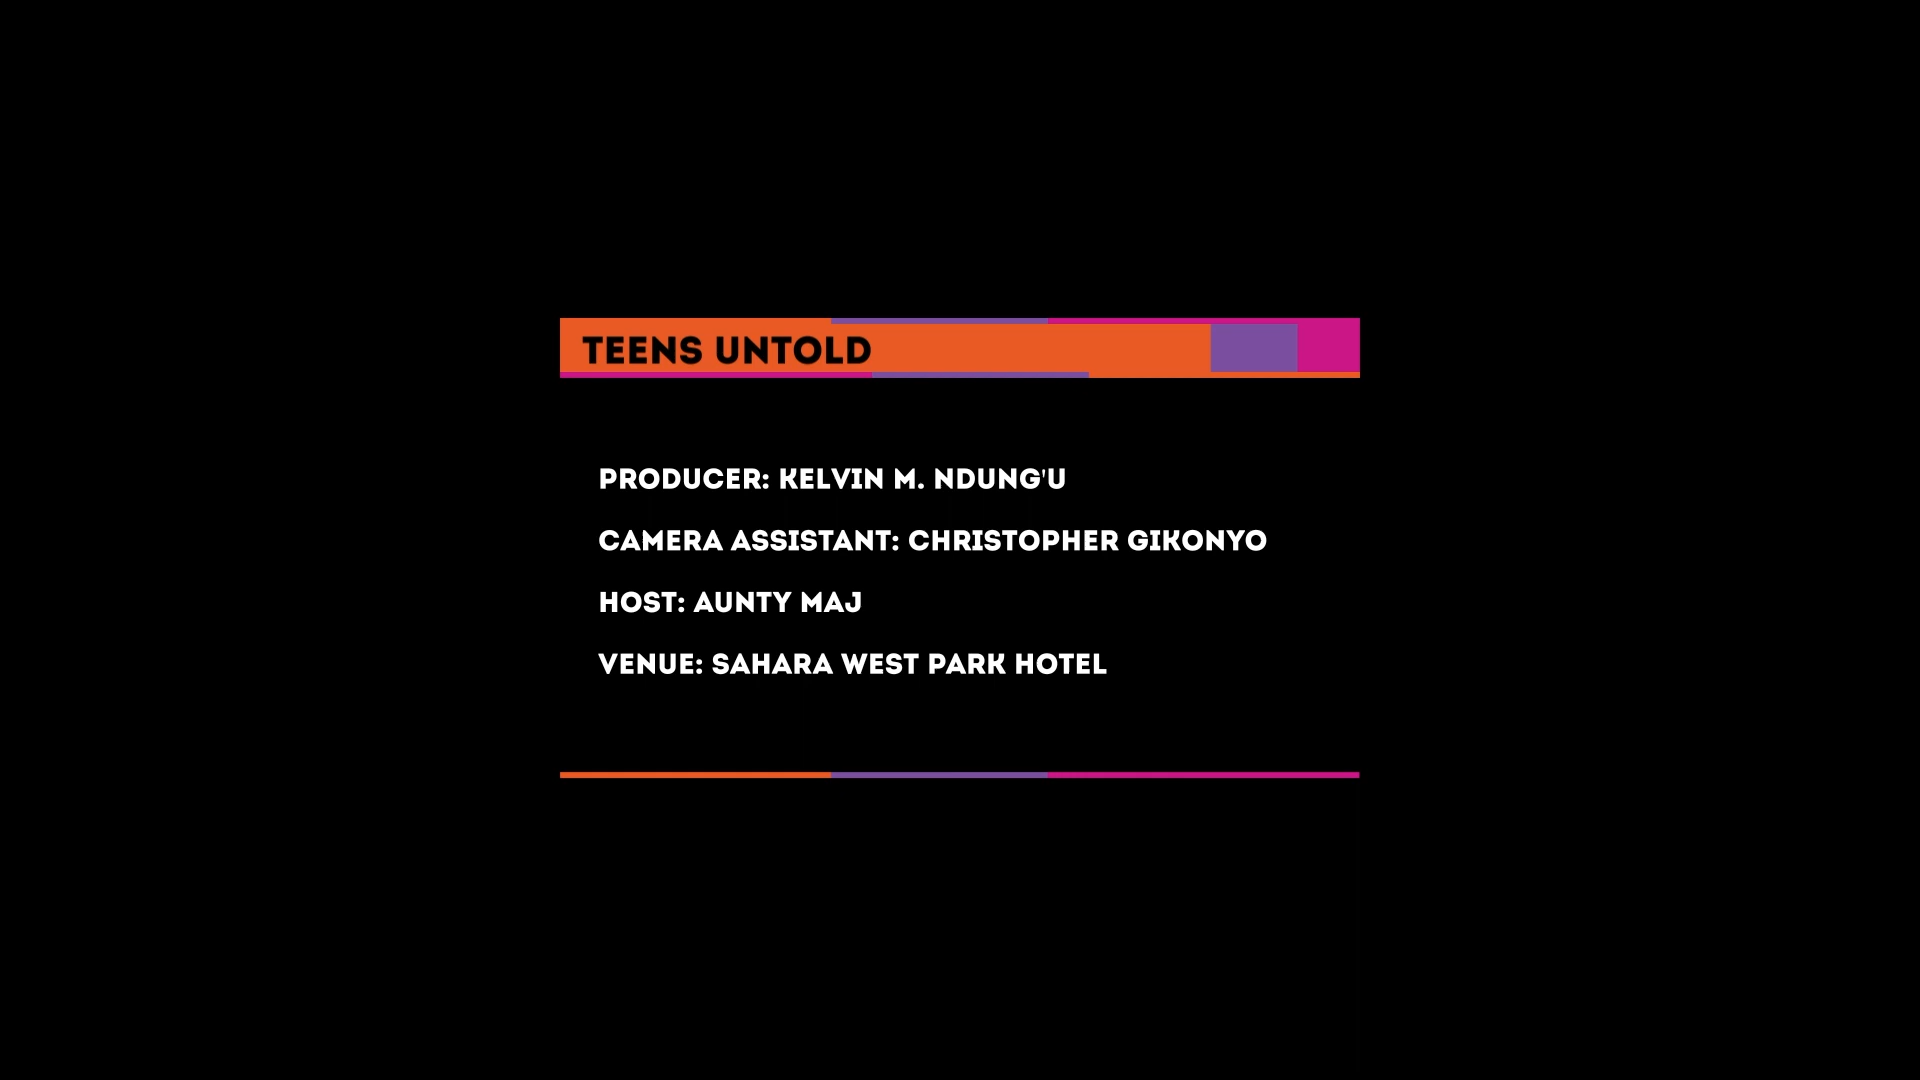 TEENS UNTOLD
PRODUCER: KELVIN M. NDUNG'U
CAMERA ASSISTANT: CHRISTOPHER GIKONYO
HOST: AUNTY MAJ
VENUE: SAHARA WEST PARK HOTEL